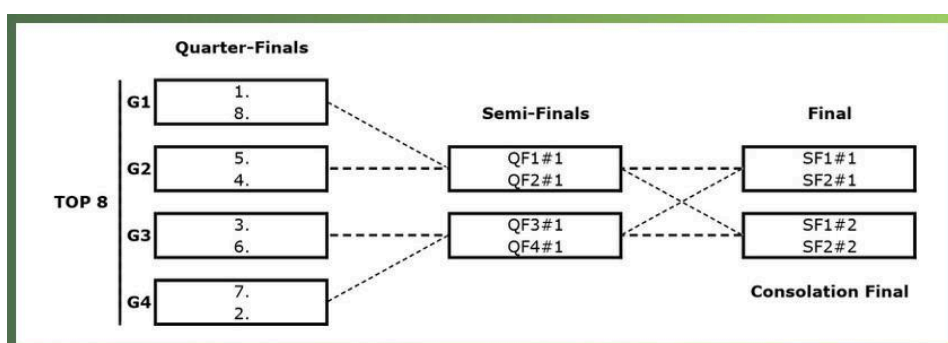 Quarter-Finals
TOP 8
G1
1.
8.
G2
5.
4.
G3
3.
6.
G4
7.
2.
Semi-Finals
QF1#1
QF2#1
QF3#1
QF4#1
Final
SF1#1
SF2#1
SF1#2
SF2#2
Consolation Final